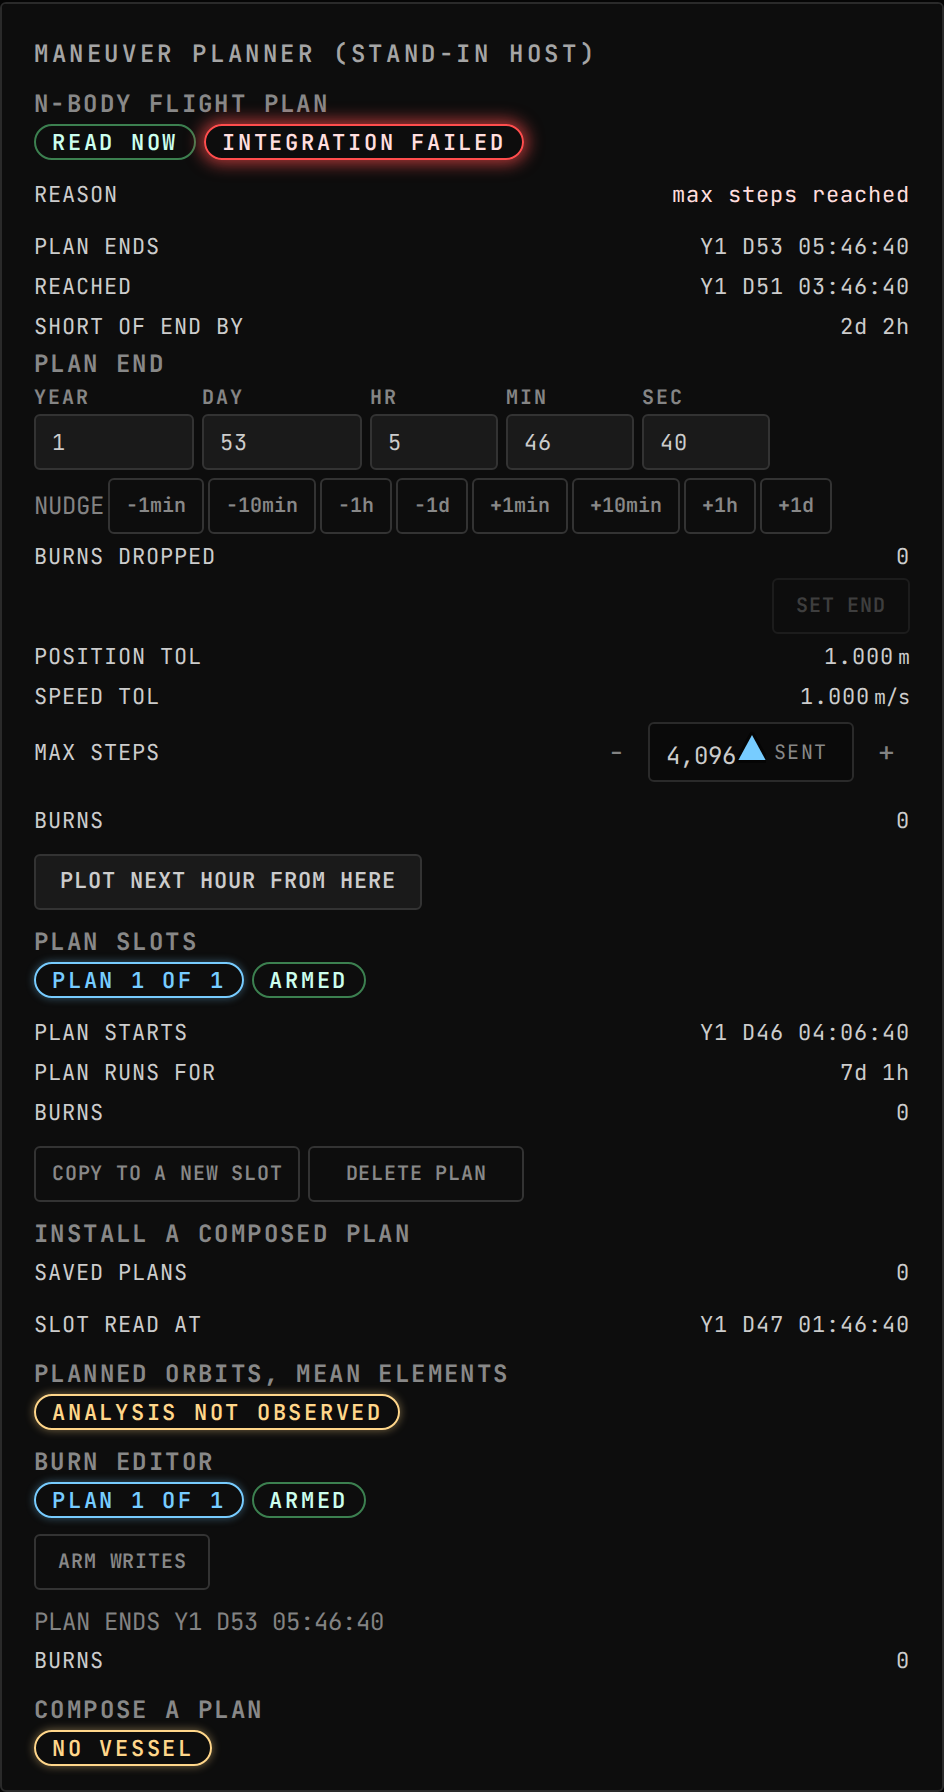 MANEUVER PLANNER (STAND-IN HOST)
N-BODY FLIGHT PLAN
READ NOW INTEGRATION FAILED
REASON max steps reached
PLAN ENDS Y1 D53 05:46:40
REACHED Y1 D51 03:46:40
SHORT OF END BY 2d 2h
PLAN END
YEAR DAY HR MIN SEC
1 53 5 46 40
NUDGE -1min -10min -1h -1d +1min +10min +1h +1d
BURNS DROPPED 0
SET END
POSITION TOL 1.000 m
SPEED TOL 1.000 m/s
MAX STEPS - 4,096 SENT +
BURNS 0
PLOT NEXT HOUR FROM HERE
PLAN SLOTS
PLAN 1 OF 1 ARMED
PLAN STARTS Y1 D46 04:06:40
PLAN RUNS FOR 7d 1h
BURNS 0
COPY TO A NEW SLOT DELETE PLAN
INSTALL A COMPOSED PLAN
SAVED PLANS 0
SLOT READ AT Y1 D47 01:46:40
PLANNED ORBITS, MEAN ELEMENTS
ANALYSIS NOT OBSERVED
BURN EDITOR
PLAN 1 OF 1 ARMED
ARM WRITES
PLAN ENDS Y1 D53 05:46:40
BURNS 0
COMPOSE A PLAN
NO VESSEL